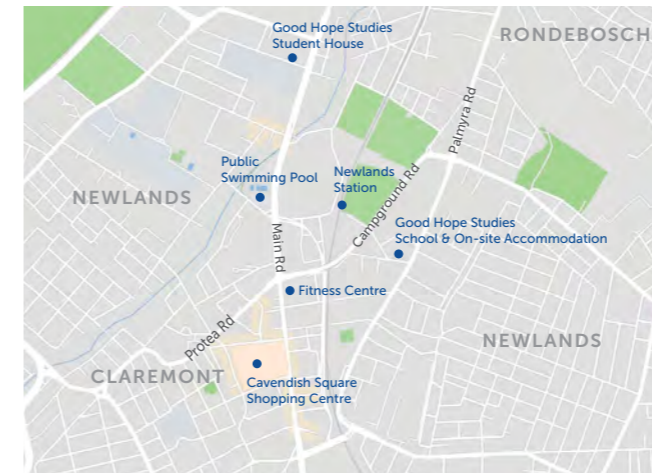 Good Hope Studies
Student House
RONDEBOSCH
Palmyra Rd
Public
Swimming Pool
Newlands
Station
NEWLANDS
Campground Rd
Good Hope Studies
School & On-site Accommodation
Main Rd
Fitness Centre
Protea Rd
NEWLANDS
CLAREMONT
Cavendish Square
Shopping Centre